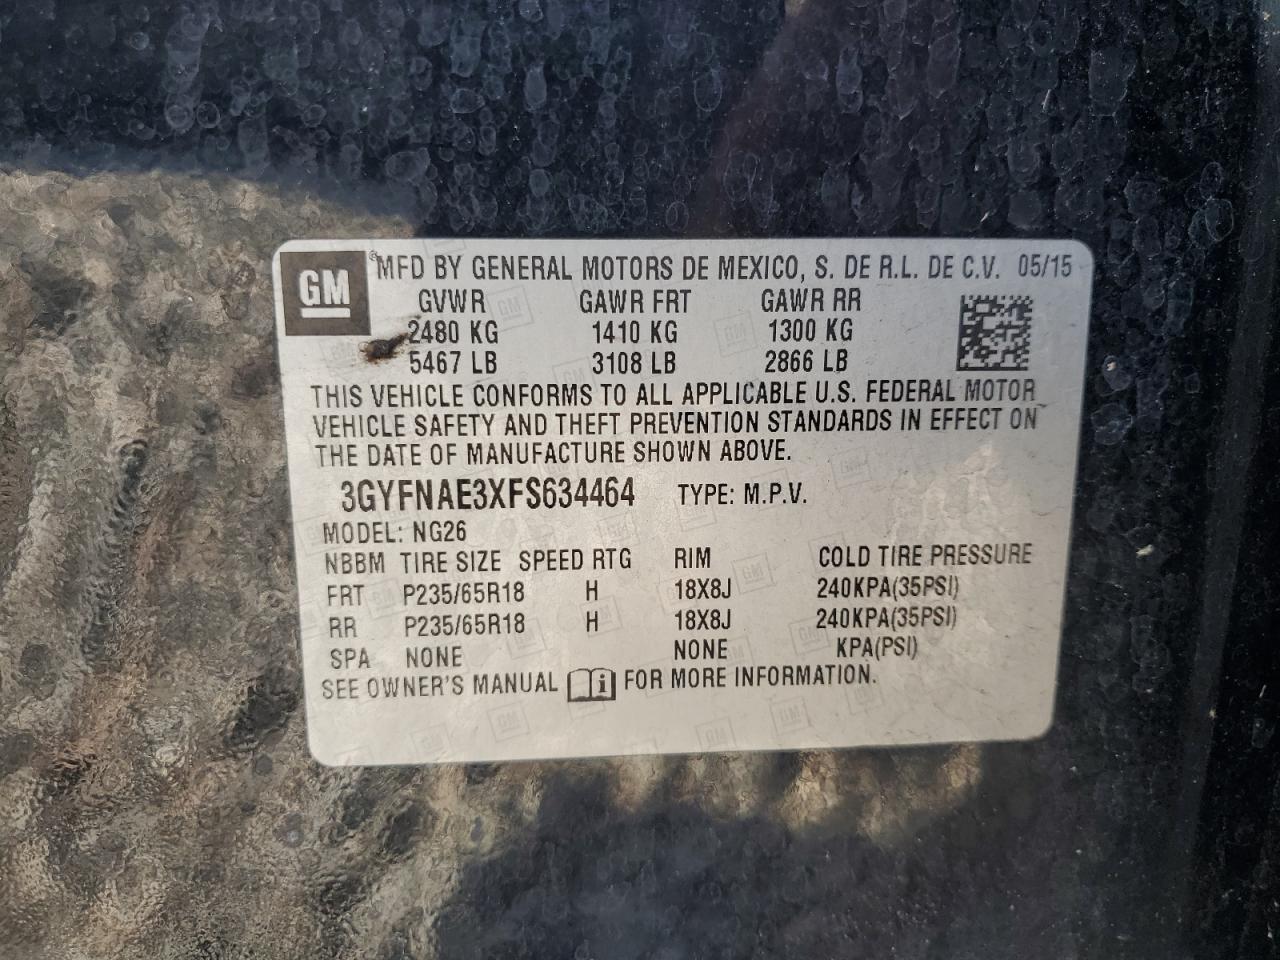 GM ® MFD BY GENERAL MOTORS DE MEXICO, S. DE R.L. DE C.V. 05/15
GVWR GAWR FRT GAWR RR
2480 KG 1410 KG 1300 KG
5467 LB 3108 LB 2866 LB
THIS VEHICLE CONFORMS TO ALL APPLICABLE U.S. FEDERAL MOTOR
VEHICLE SAFETY AND THEFT PREVENTION STANDARDS IN EFFECT ON
THE DATE OF MANUFACTURE SHOWN ABOVE.
3GYFNAE3XFS634464 TYPE: M.P.V.
MODEL: NG26
NBBM TIRE SIZE SPEED RTG RIM COLD TIRE PRESSURE
FRT P235/65R18 H 18X8J 240KPA(35PSI)
RR P235/65R18 H 18X8J 240KPA(35PSI)
SPA NONE NONE KPA(PSI)
SEE OWNER'S MANUAL i FOR MORE INFORMATION.